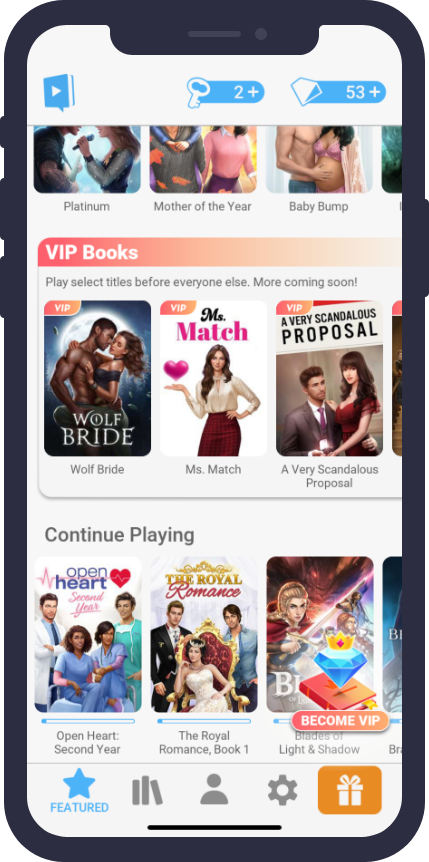 2 +
53 +
Platinum
Mother of the Year
Baby Bump
VIP Books
Play select titles before everyone else. More coming soon!
VIP
VIP
VIP
WOLF
BRIDE
Ms.
Match
A VERY SCANDALOUS
PROPOSAL
Wolf Bride
Ms. Match
A Very Scandalous
Proposal
Continue Playing
open
heart
Second
Year
THE ROYAL
Romance
BECOME VIP
Open Heart:
Second Year
The Royal
Romance, Book 1
Blades of
Light & Shadow
FEATURED